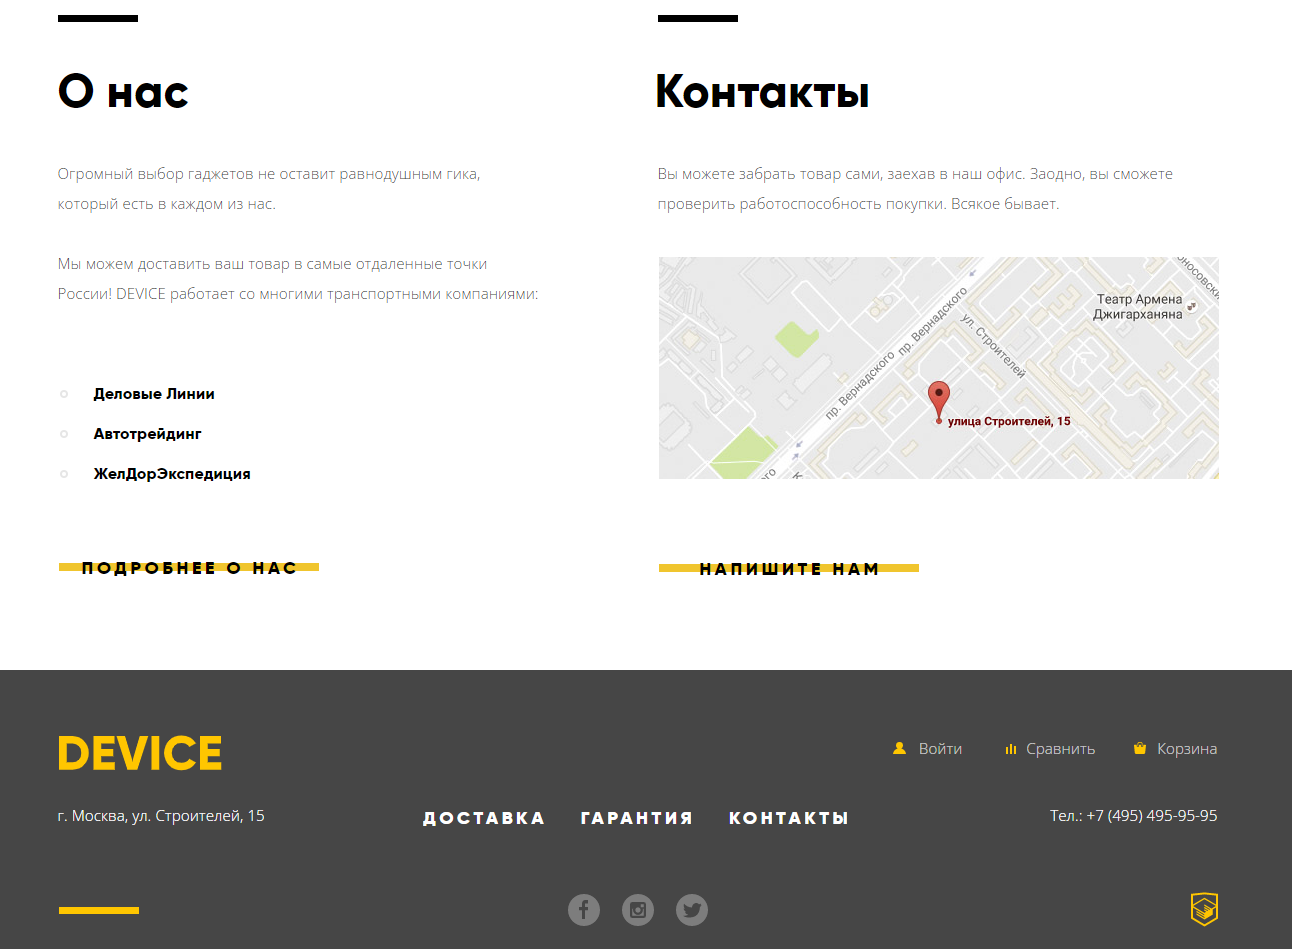 О нас
Огромный выбор гаджетов не оставит равнодушным гика,
который есть в каждом из нас.
Мы можем доставить ваш товар в самые отдаленные точки
России! DEVICE работает со многими транспортными компаниями:
Деловые Линии
Автотрейдинг
ЖелДорЭкспедиция
ПОДРОБНЕЕ О НАС
Контакты
Вы можете забрать товар сами, заехав в наш офис. Заодно, вы сможете
проверить работоспособность покупки. Всякое бывает.
Театр Армена
Джигарханяна
пр. Вернадского
пр. Вернадского
ул. Строителей
улица Строителей, 15
НАПИШИТЕ НАМ
DEVICE
Войти
Сравнить
Корзина
г. Москва, ул. Строителей, 15
ДОСТАВКА
ГАРАНТИЯ
КОНТАКТЫ
Тел.: +7 (495) 495-95-95